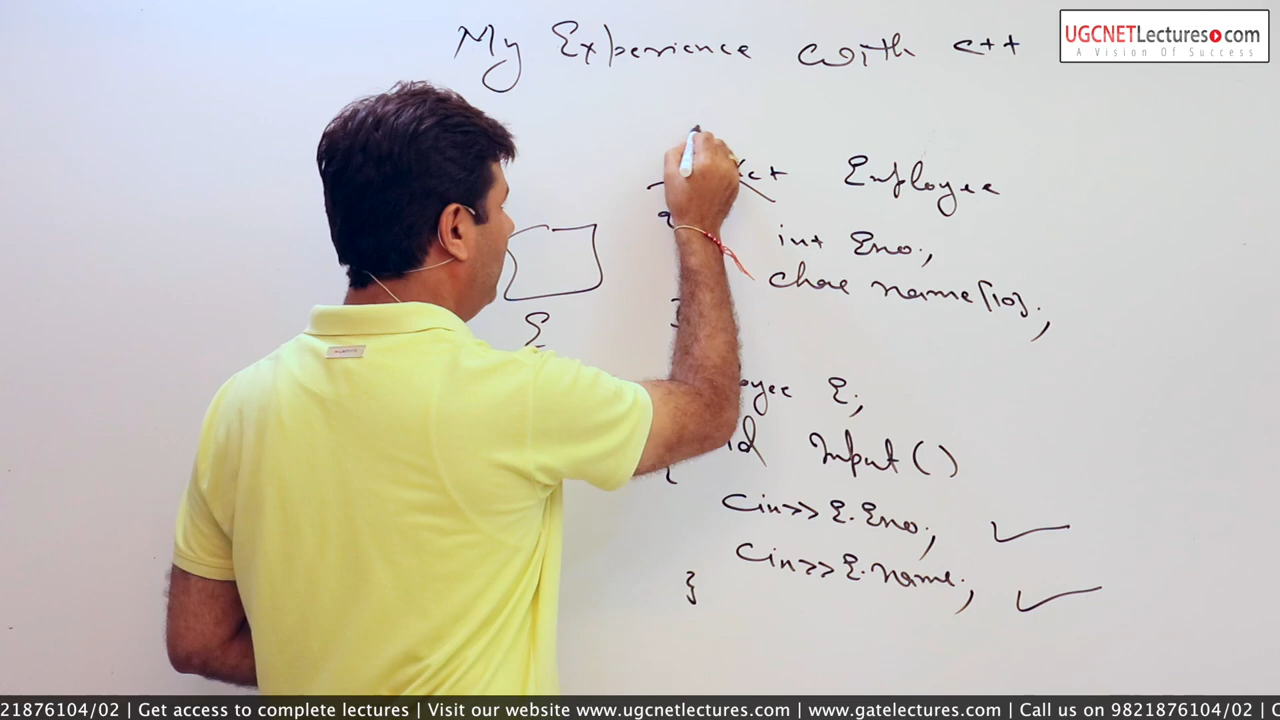 My Experience with c++
UGCNETLectures.com
A Vision Of Success
Employee
{
int Eno;
char name[10];
}
E
E;
Input()
{
Cin>>E.Eno;
Cin>>E.name;
}
21876104/02 | Get access to complete lectures | Visit our website www.ugcnetlectures.com | www.gatelectures.com | Call us on 9821876104/02 |